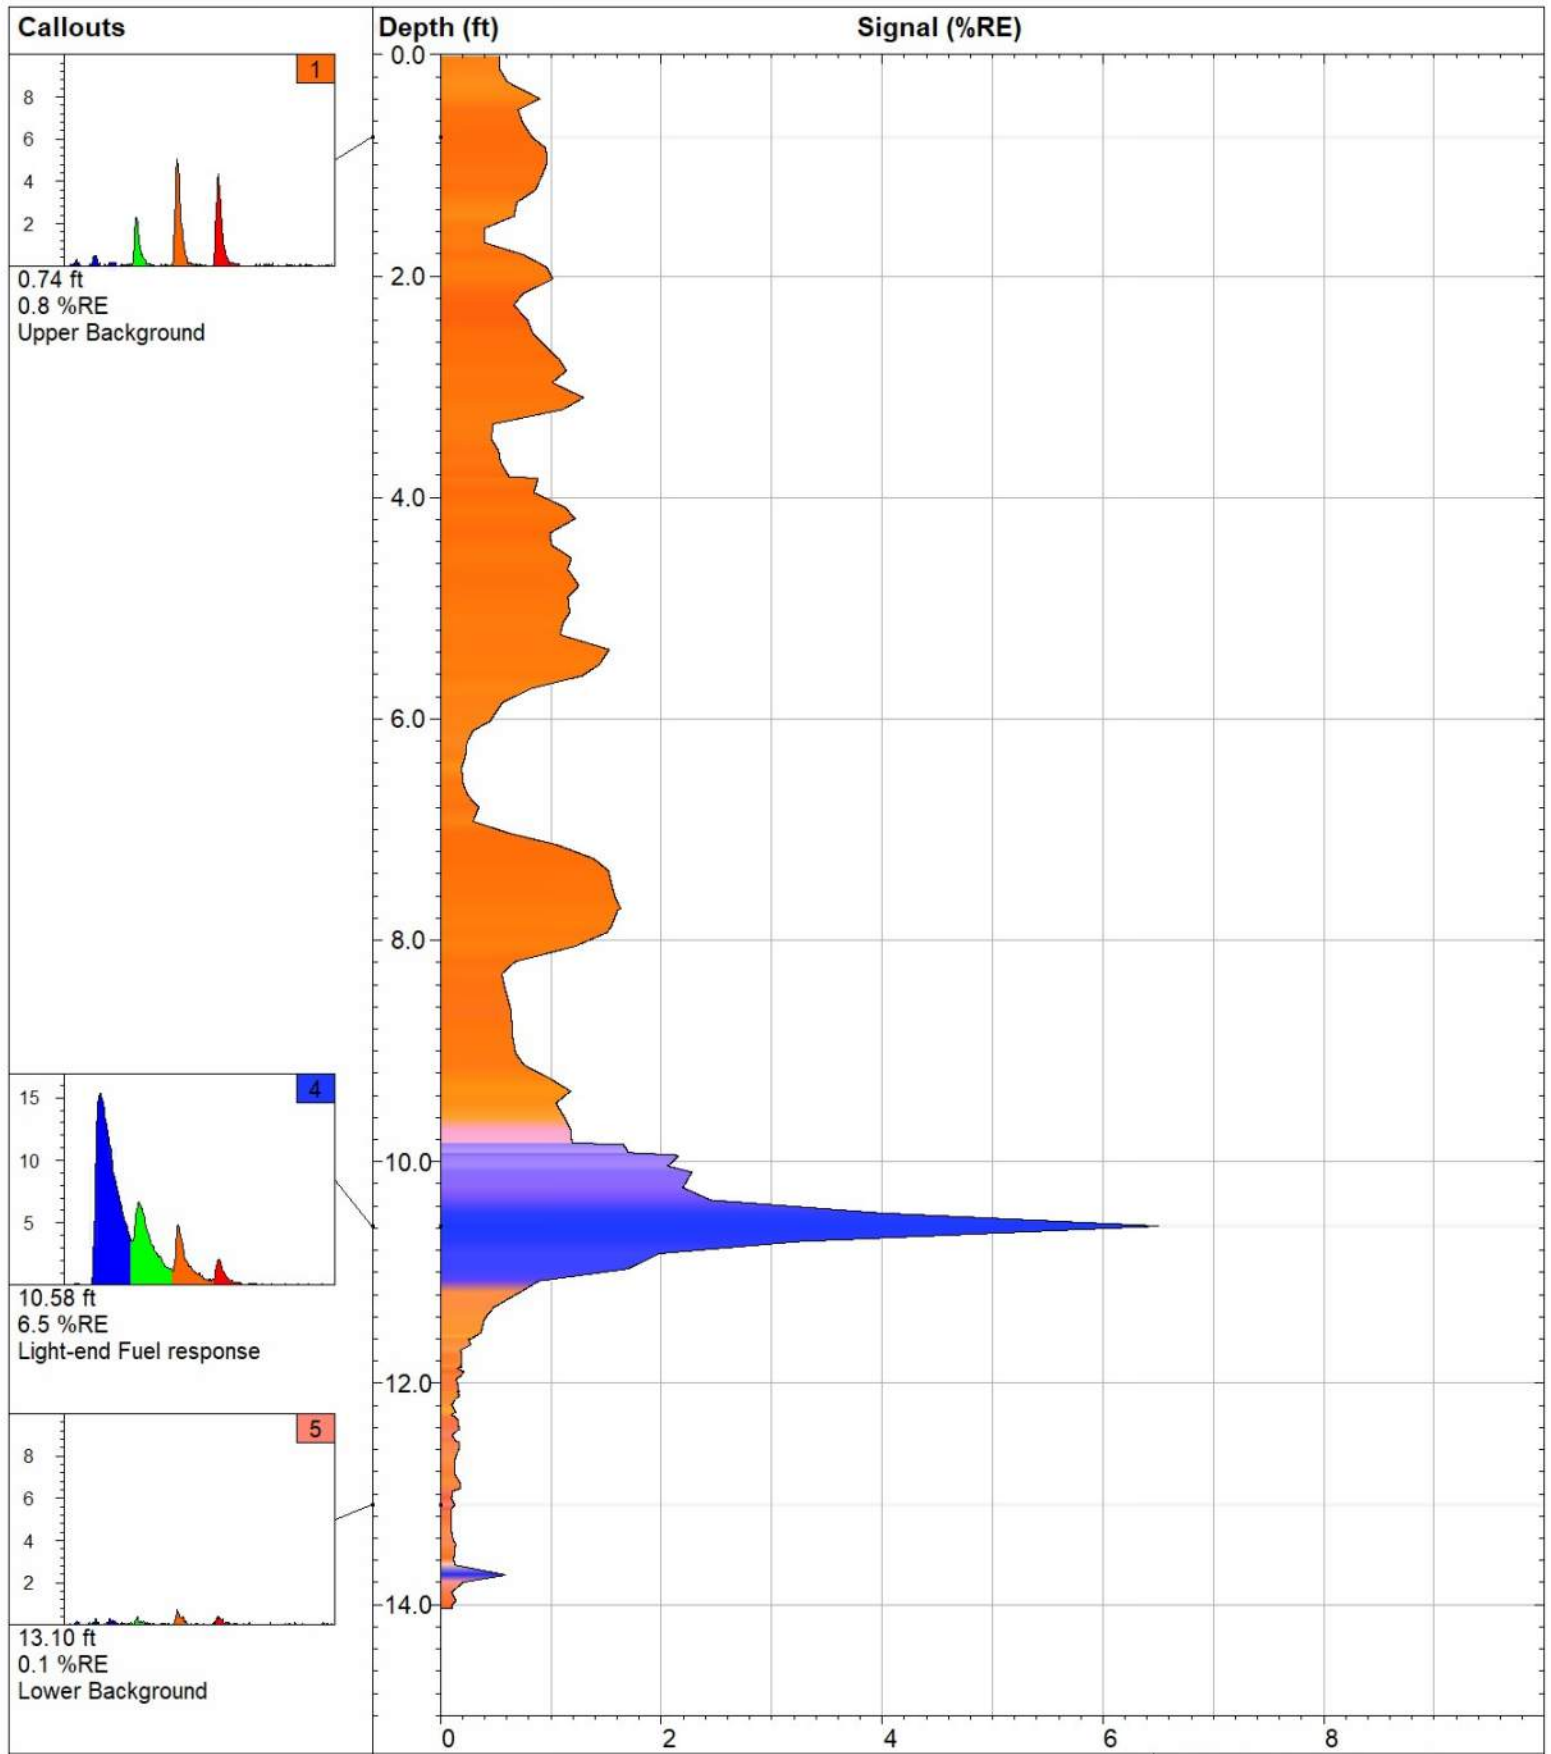 Callouts
Depth (ft)
Signal (%RE)
1
8
6
4
2
0.74 ft
0.8 %RE
Upper Background
4
15
10
5
10.58 ft
6.5 %RE
Light-end Fuel response
5
8
6
4
2
13.10 ft
0.1 %RE
Lower Background
0.0
2.0
4.0
6.0
8.0
10.0
12.0
14.0
0 2 4 6 8